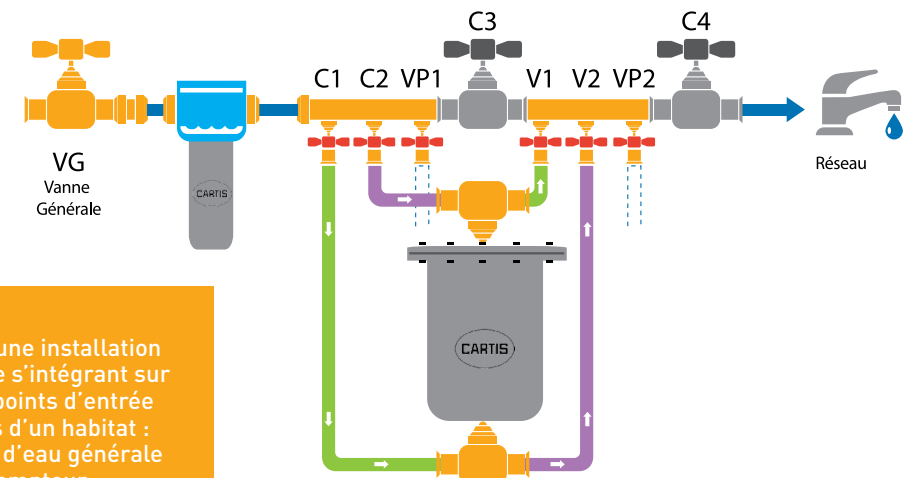 C3
C4
C1
C2
VP1
V1
V2
VP2
VG
Vanne
Générale
CARTIS
Réseau
CARTIS
une installation
s'intégrant sur
points d'entrée
d'un habitat :
d'eau générale